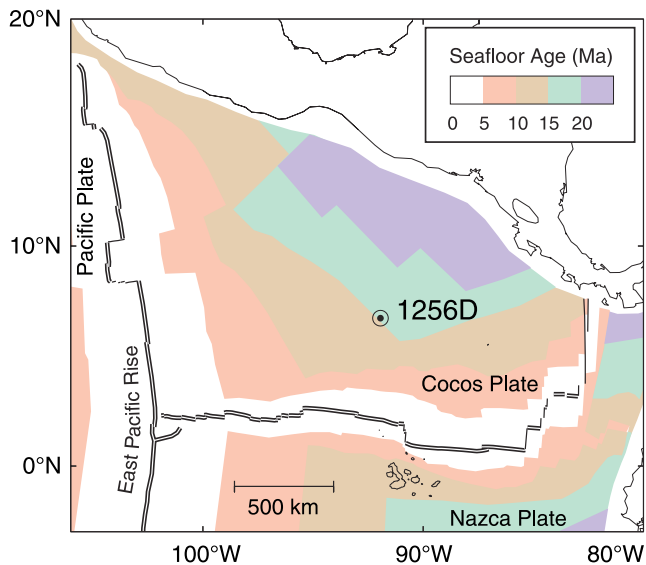 20°N
Seafloor Age (Ma)
0 5 10 15 20
Pacific Plate
10°N
1256D
Cocos Plate
East Pacific Rise
0°N
500 km
Nazca Plate
100°W 90°W 80°W